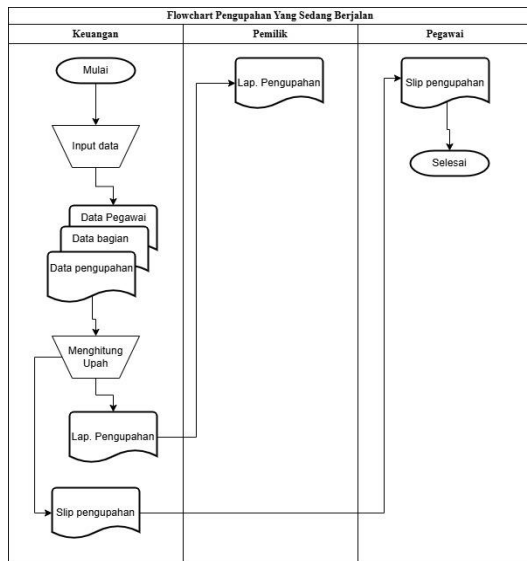 Flowchart Pengupahan Yang Sedang Berjalan
Keuangan
Pemilik
Pegawai
Mulai
Input data
Data Pegawai
Data bagian
Data pengupahan
Menghitung
Upah
Lap. Pengupahan
Slip pengupahan
Lap. Pengupahan
Slip pengupahan
Selesai